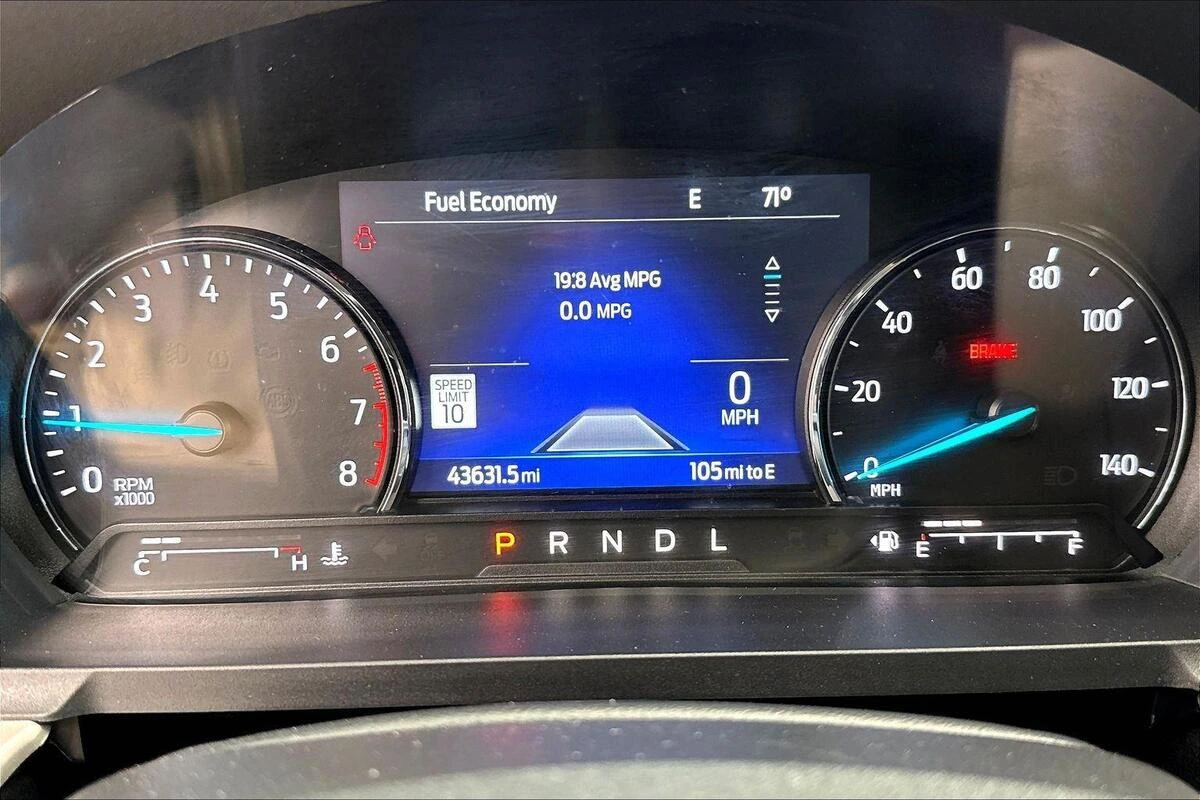 Fuel Economy E 71º
19.8 Avg MPG
0.0 MPG
SPEED
LIMIT
10
0
MPH
43631.5 mi 105 mi to E
0 1 2 3 4 5 6 7 8
RPM
x1000
0 20 40 60 80 100 120 140
MPH
BRAKE
ABS
C H
P R N D L
E F